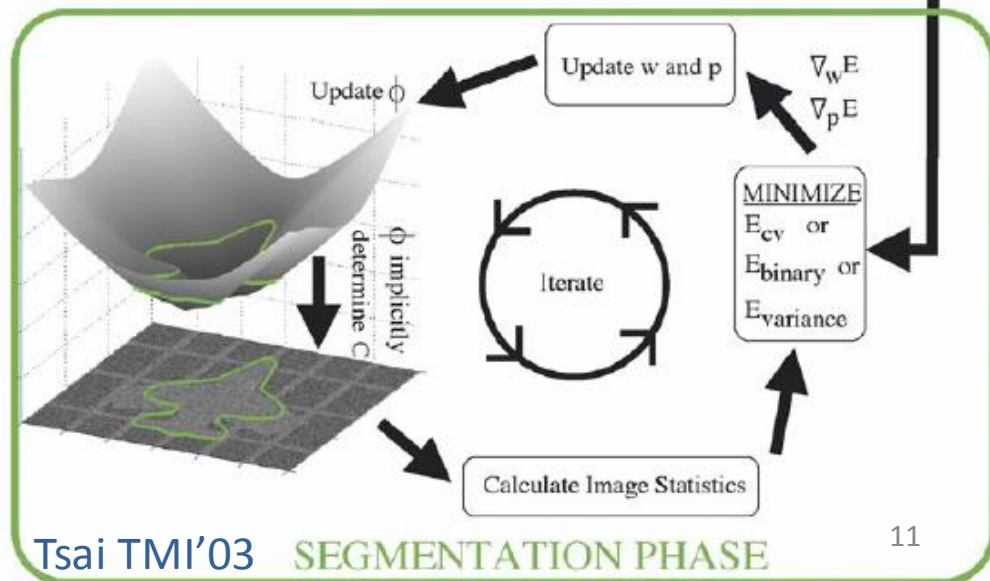 Update ϕ
Update w and p
∇wE
∇pE
MINIMIZE
Ecv or
Ebinary or
Evariance
ϕ implicitly
determine C
Iterate
Calculate Image Statistics
Tsai TMI'03
SEGMENTATION PHASE
11